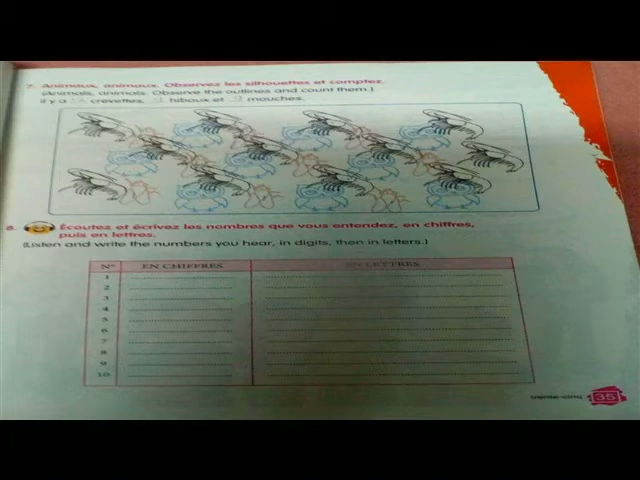 7. Animaux, animaux. Observez les silhouettes et comptez.
(Animals, animals. Observe the outlines and count them.)
Il y a crevettes, hiboux et 9 mouches.
8. Écoutez et écrivez les nombres que vous entendez, en chiffres,
puis en lettres.
(Listen and write the numbers you hear, in digits, then in letters.)
N° EN CHIFFRES EN LETTRES
1
2
3
4
5
6
7
8
9
10
trente-cinq 35